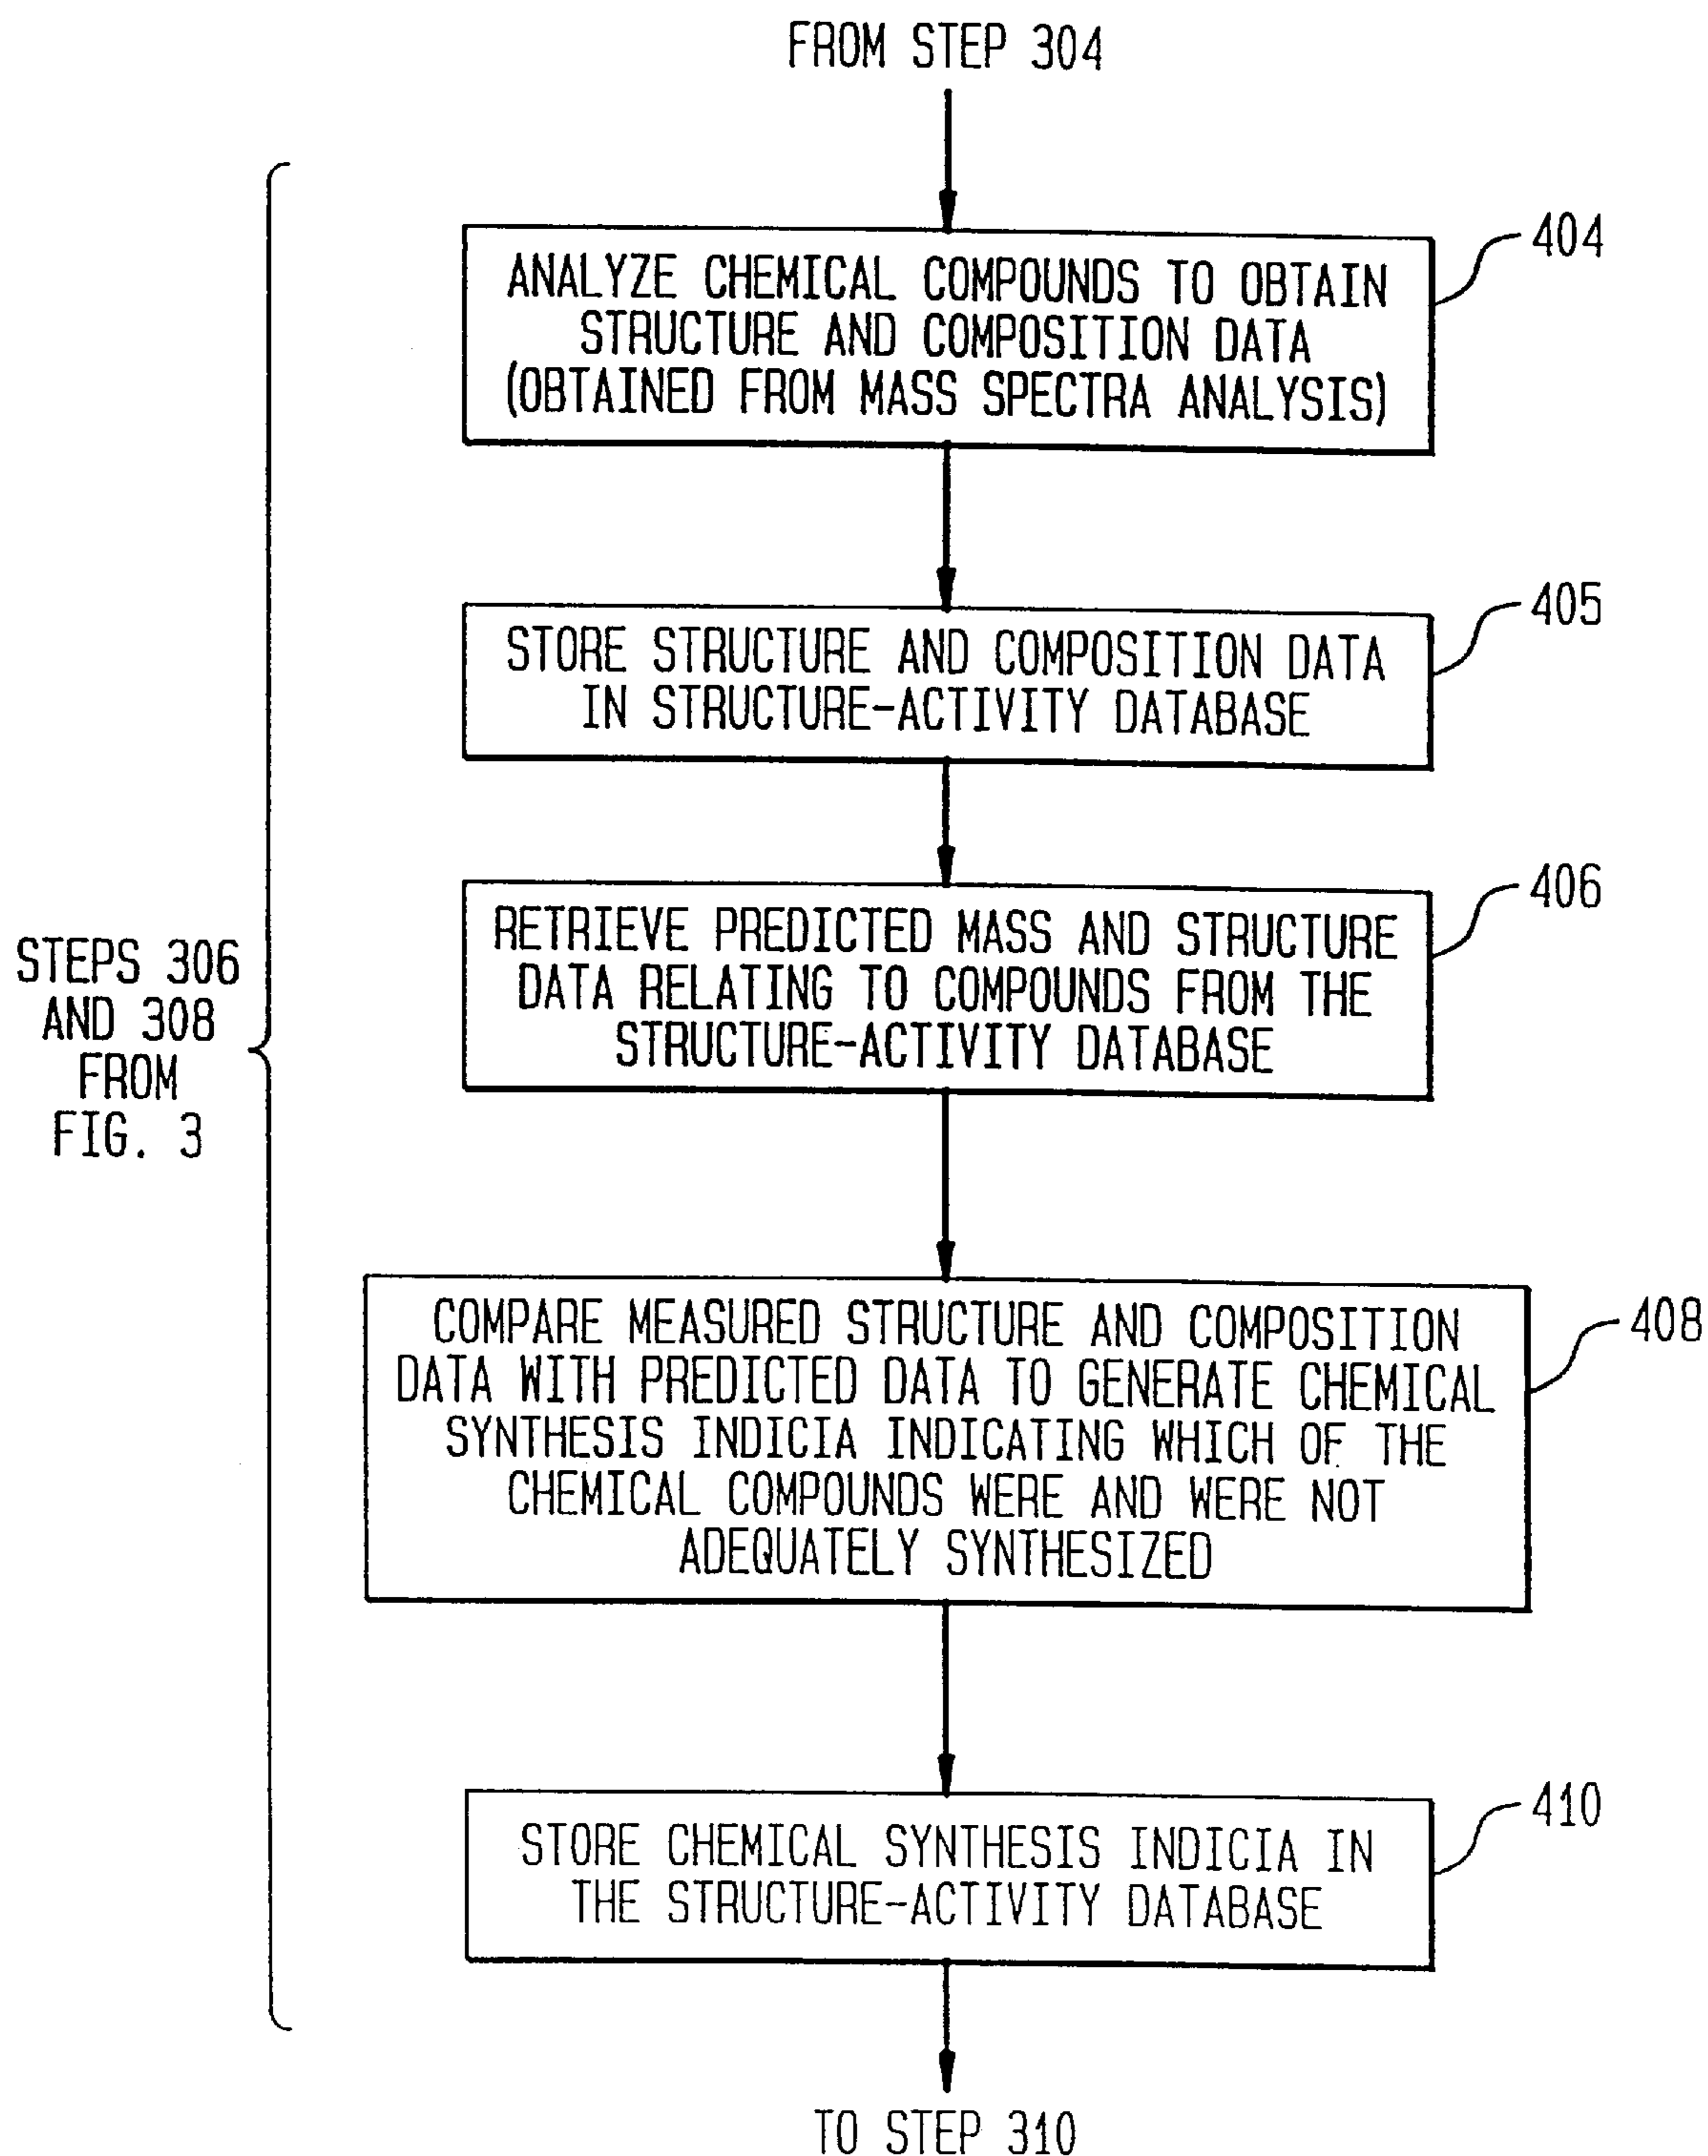 FROM STEP 304
404
ANALYZE CHEMICAL COMPOUNDS TO OBTAIN
STRUCTURE AND COMPOSITION DATA
(OBTAINED FROM MASS SPECTRA ANALYSIS)
405
STORE STRUCTURE AND COMPOSITION DATA
IN STRUCTURE-ACTIVITY DATABASE
406
RETRIEVE PREDICTED MASS AND STRUCTURE
DATA RELATING TO COMPOUNDS FROM THE
STRUCTURE-ACTIVITY DATABASE
STEPS 306
AND 308
FROM
FIG. 3
408
COMPARE MEASURED STRUCTURE AND COMPOSITION
DATA WITH PREDICTED DATA TO GENERATE CHEMICAL
SYNTHESIS INDICIA INDICATING WHICH OF THE
CHEMICAL COMPOUNDS WERE AND WERE NOT
ADEQUATELY SYNTHESIZED
410
STORE CHEMICAL SYNTHESIS INDICIA IN
THE STRUCTURE-ACTIVITY DATABASE
TO STEP 310